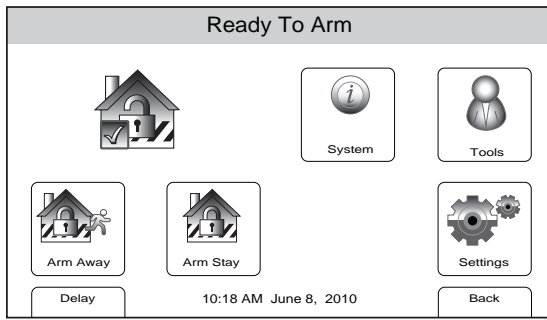 Ready To Arm
i
System
Tools
Arm Away
Arm Stay
Settings
Delay
10:18 AM June 8, 2010
Back